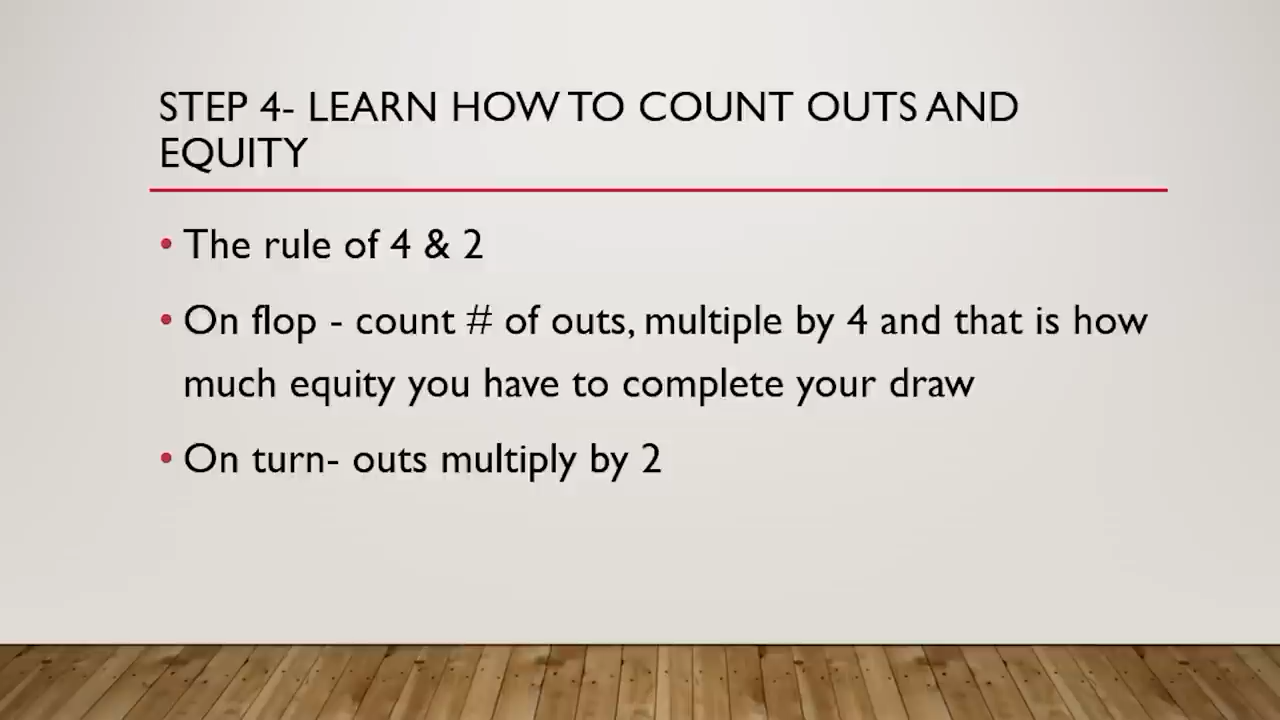 STEP 4- LEARN HOW TO COUNT OUTS AND
EQUITY
• The rule of 4 & 2
• On flop - count # of outs, multiple by 4 and that is how
much equity you have to complete your draw
• On turn- outs multiply by 2